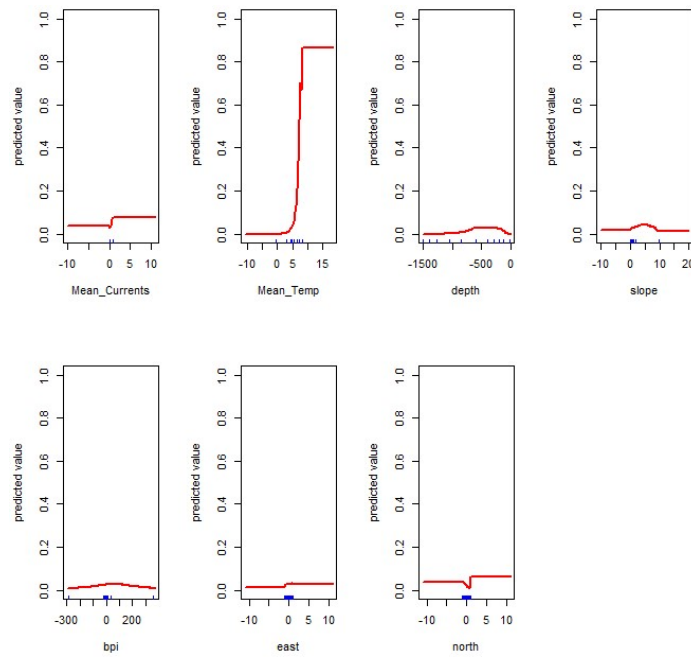 predicted value
0.0 0.2 0.4 0.6 0.8 1.0
-10 0 5 10
Mean_Currents
predicted value
0.0 0.2 0.4 0.6 0.8 1.0
-10 0 5 15
Mean_Temp
predicted value
0.0 0.2 0.4 0.6 0.8 1.0
-1500 -500 0
depth
predicted value
0.0 0.2 0.4 0.6 0.8 1.0
-10 0 10 20
slope
predicted value
0.0 0.2 0.4 0.6 0.8 1.0
-300 0 200
bpi
predicted value
0.0 0.2 0.4 0.6 0.8 1.0
-10 0 5 10
east
predicted value
0.0 0.2 0.4 0.6 0.8 1.0
-10 0 5 10
north